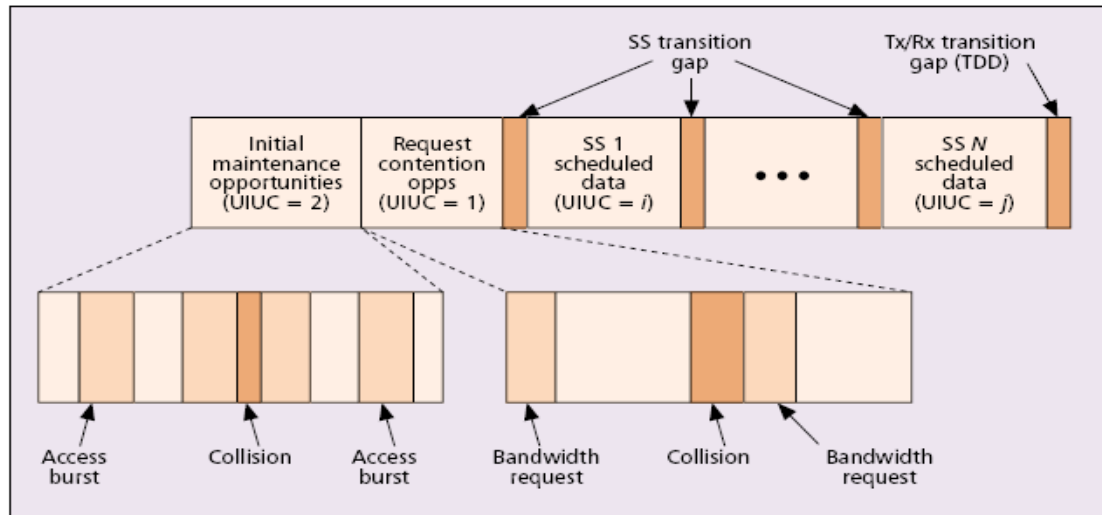 SS transition
gap
Tx/Rx transition
gap (TDD)
Initial
maintenance
opportunities
(UIUC = 2)
Request
contention
opps
(UIUC = 1)
SS 1
scheduled
data
(UIUC = i)
•••
SS N
scheduled
data
(UIUC = j)
Access
burst
Collision
Access
burst
Bandwidth
request
Collision
Bandwidth
request